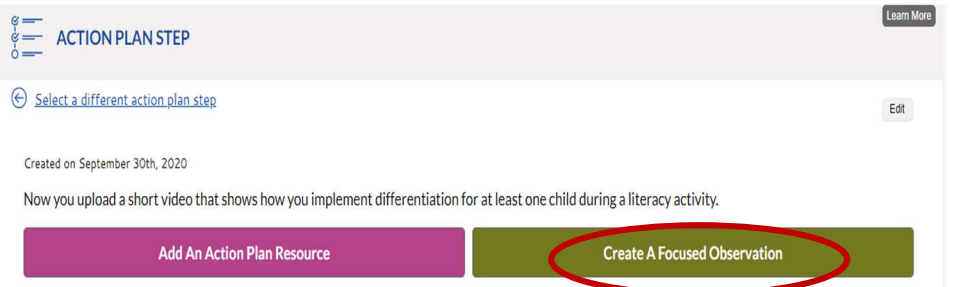 Learn More
ACTION PLAN STEP
Select a different action plan step
Edit
Created on September 30th, 2020
Now you upload a short video that shows how you implement differentiation for at least one child during a literacy activity.
Add An Action Plan Resource
Create A Focused Observation